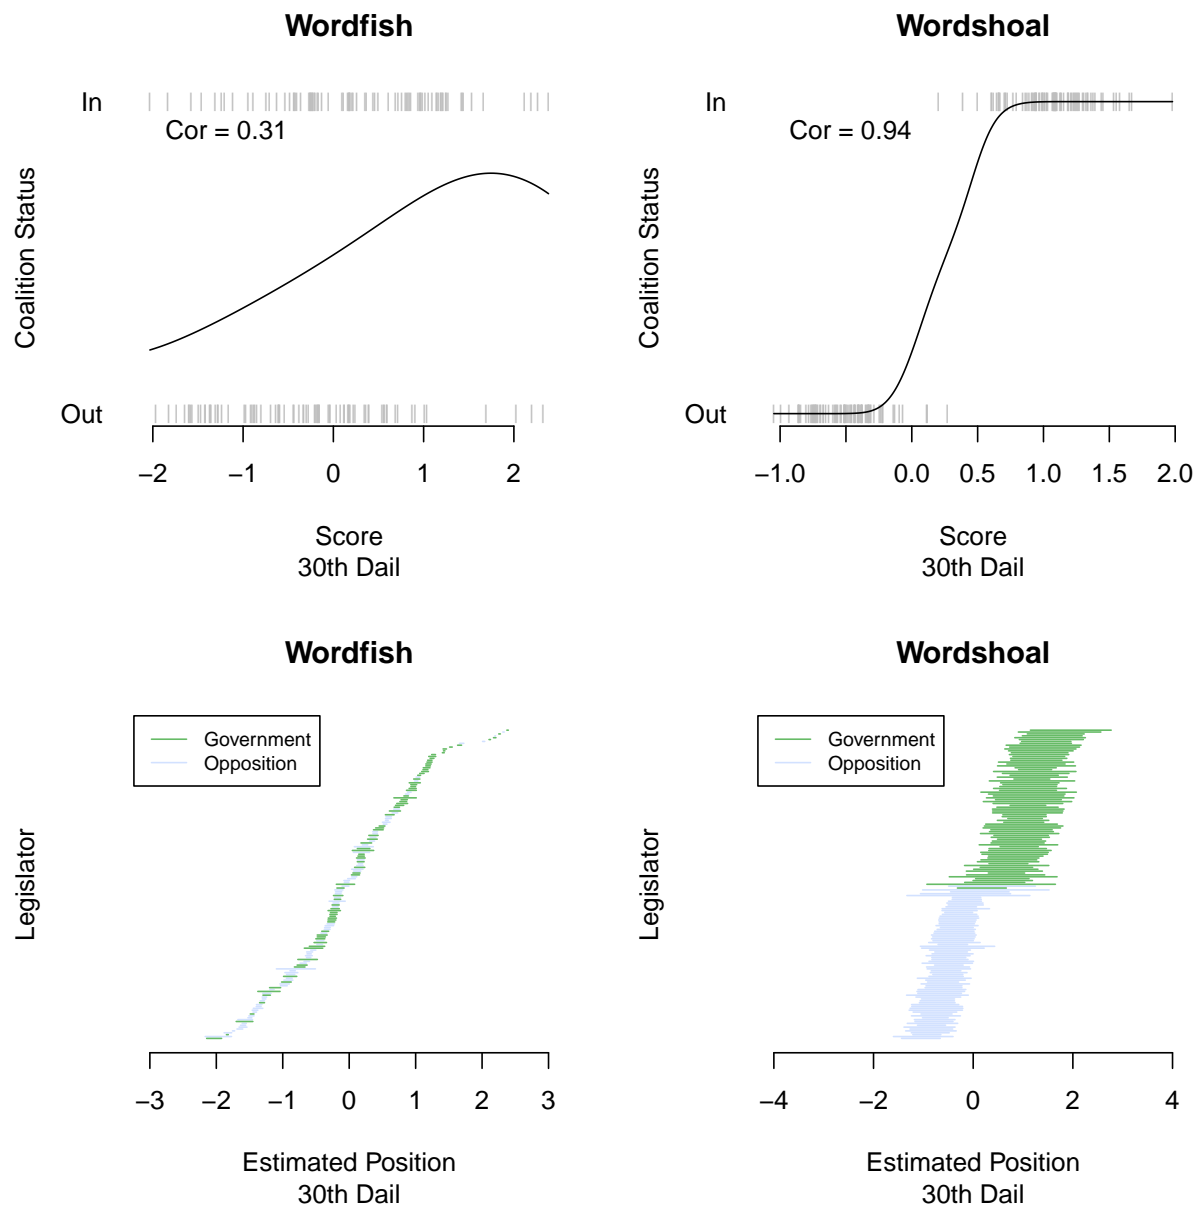 Wordfish
In
Cor = 0.31
Coalition Status
Out
−2 −1 0 1 2
Score
30th Dail
Wordshoal
In
Cor = 0.94
Coalition Status
Out
−1.0 0.0 0.5 1.0 1.5 2.0
Score
30th Dail
Wordfish
Government
Opposition
Legislator
−3 −2 −1 0 1 2 3
Estimated Position
30th Dail
Wordshoal
Government
Opposition
Legislator
−4 −2 0 2 4
Estimated Position
30th Dail